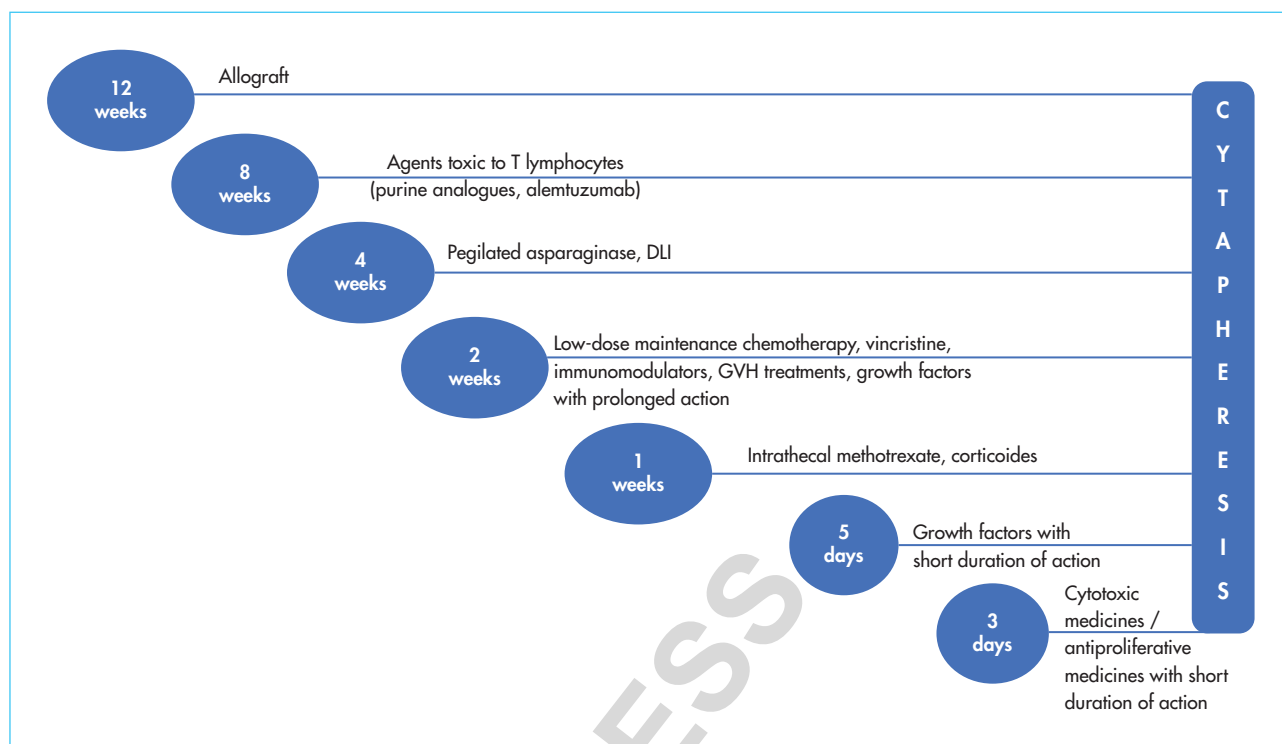 12
weeks
Allograft
8
weeks
Agents toxic to T lymphocytes
(purine analogues, alemtuzumab)
4
weeks
Pegilated asparaginase, DLI
2
weeks
Low-dose maintenance chemotherapy, vincristine,
immunomodulators, GVH treatments, growth factors
with prolonged action
1
weeks
Intrathecal methotrexate, corticoides
5
days
Growth factors with
short duration of action
3
days
Cytotoxic
medicines /
antiproliferative
medicines with short
duration of action
C
Y
T
A
P
H
E
R
E
S
I
S
ESS